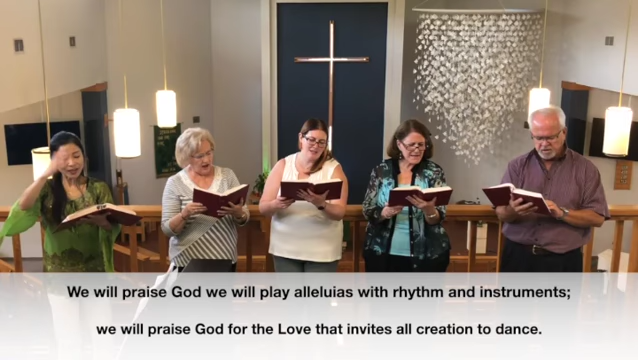 We will praise God we will play alleluias with rhythm and instruments;
we will praise God for the Love that invites all creation to dance.